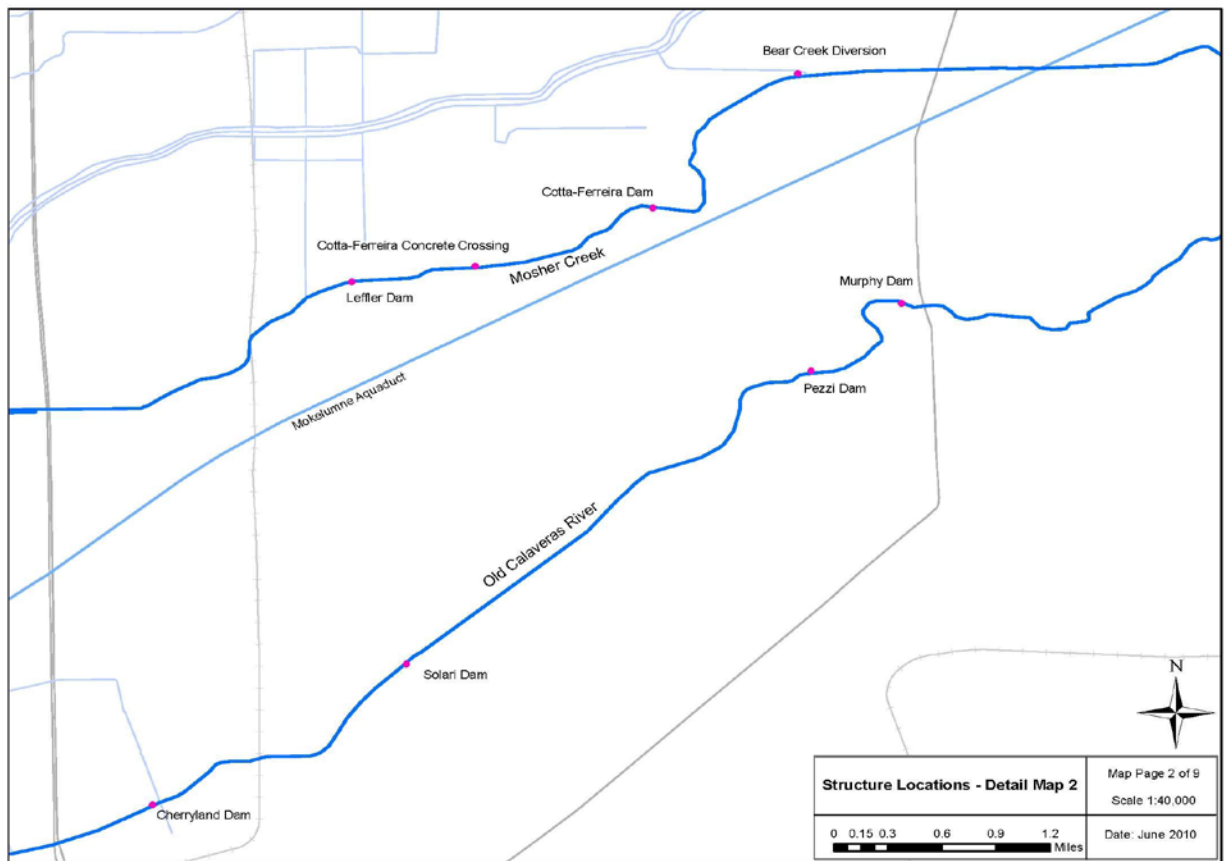 Bear Creek Diversion
Cotta-Ferreira Dam
Cotta-Ferreira Concrete Crossing
Mosher Creek
Leffler Dam
Murphy Dam
Mokelumne Aquaduct
Pezzi Dam
Old Calaveras River
Solari Dam
N
Cherryland Dam
Structure Locations - Detail Map 2
Map Page 2 of 9
Scale 1:40,000
0 0.15 0.3 0.6 0.9 1.2
Miles
Date: June 2010